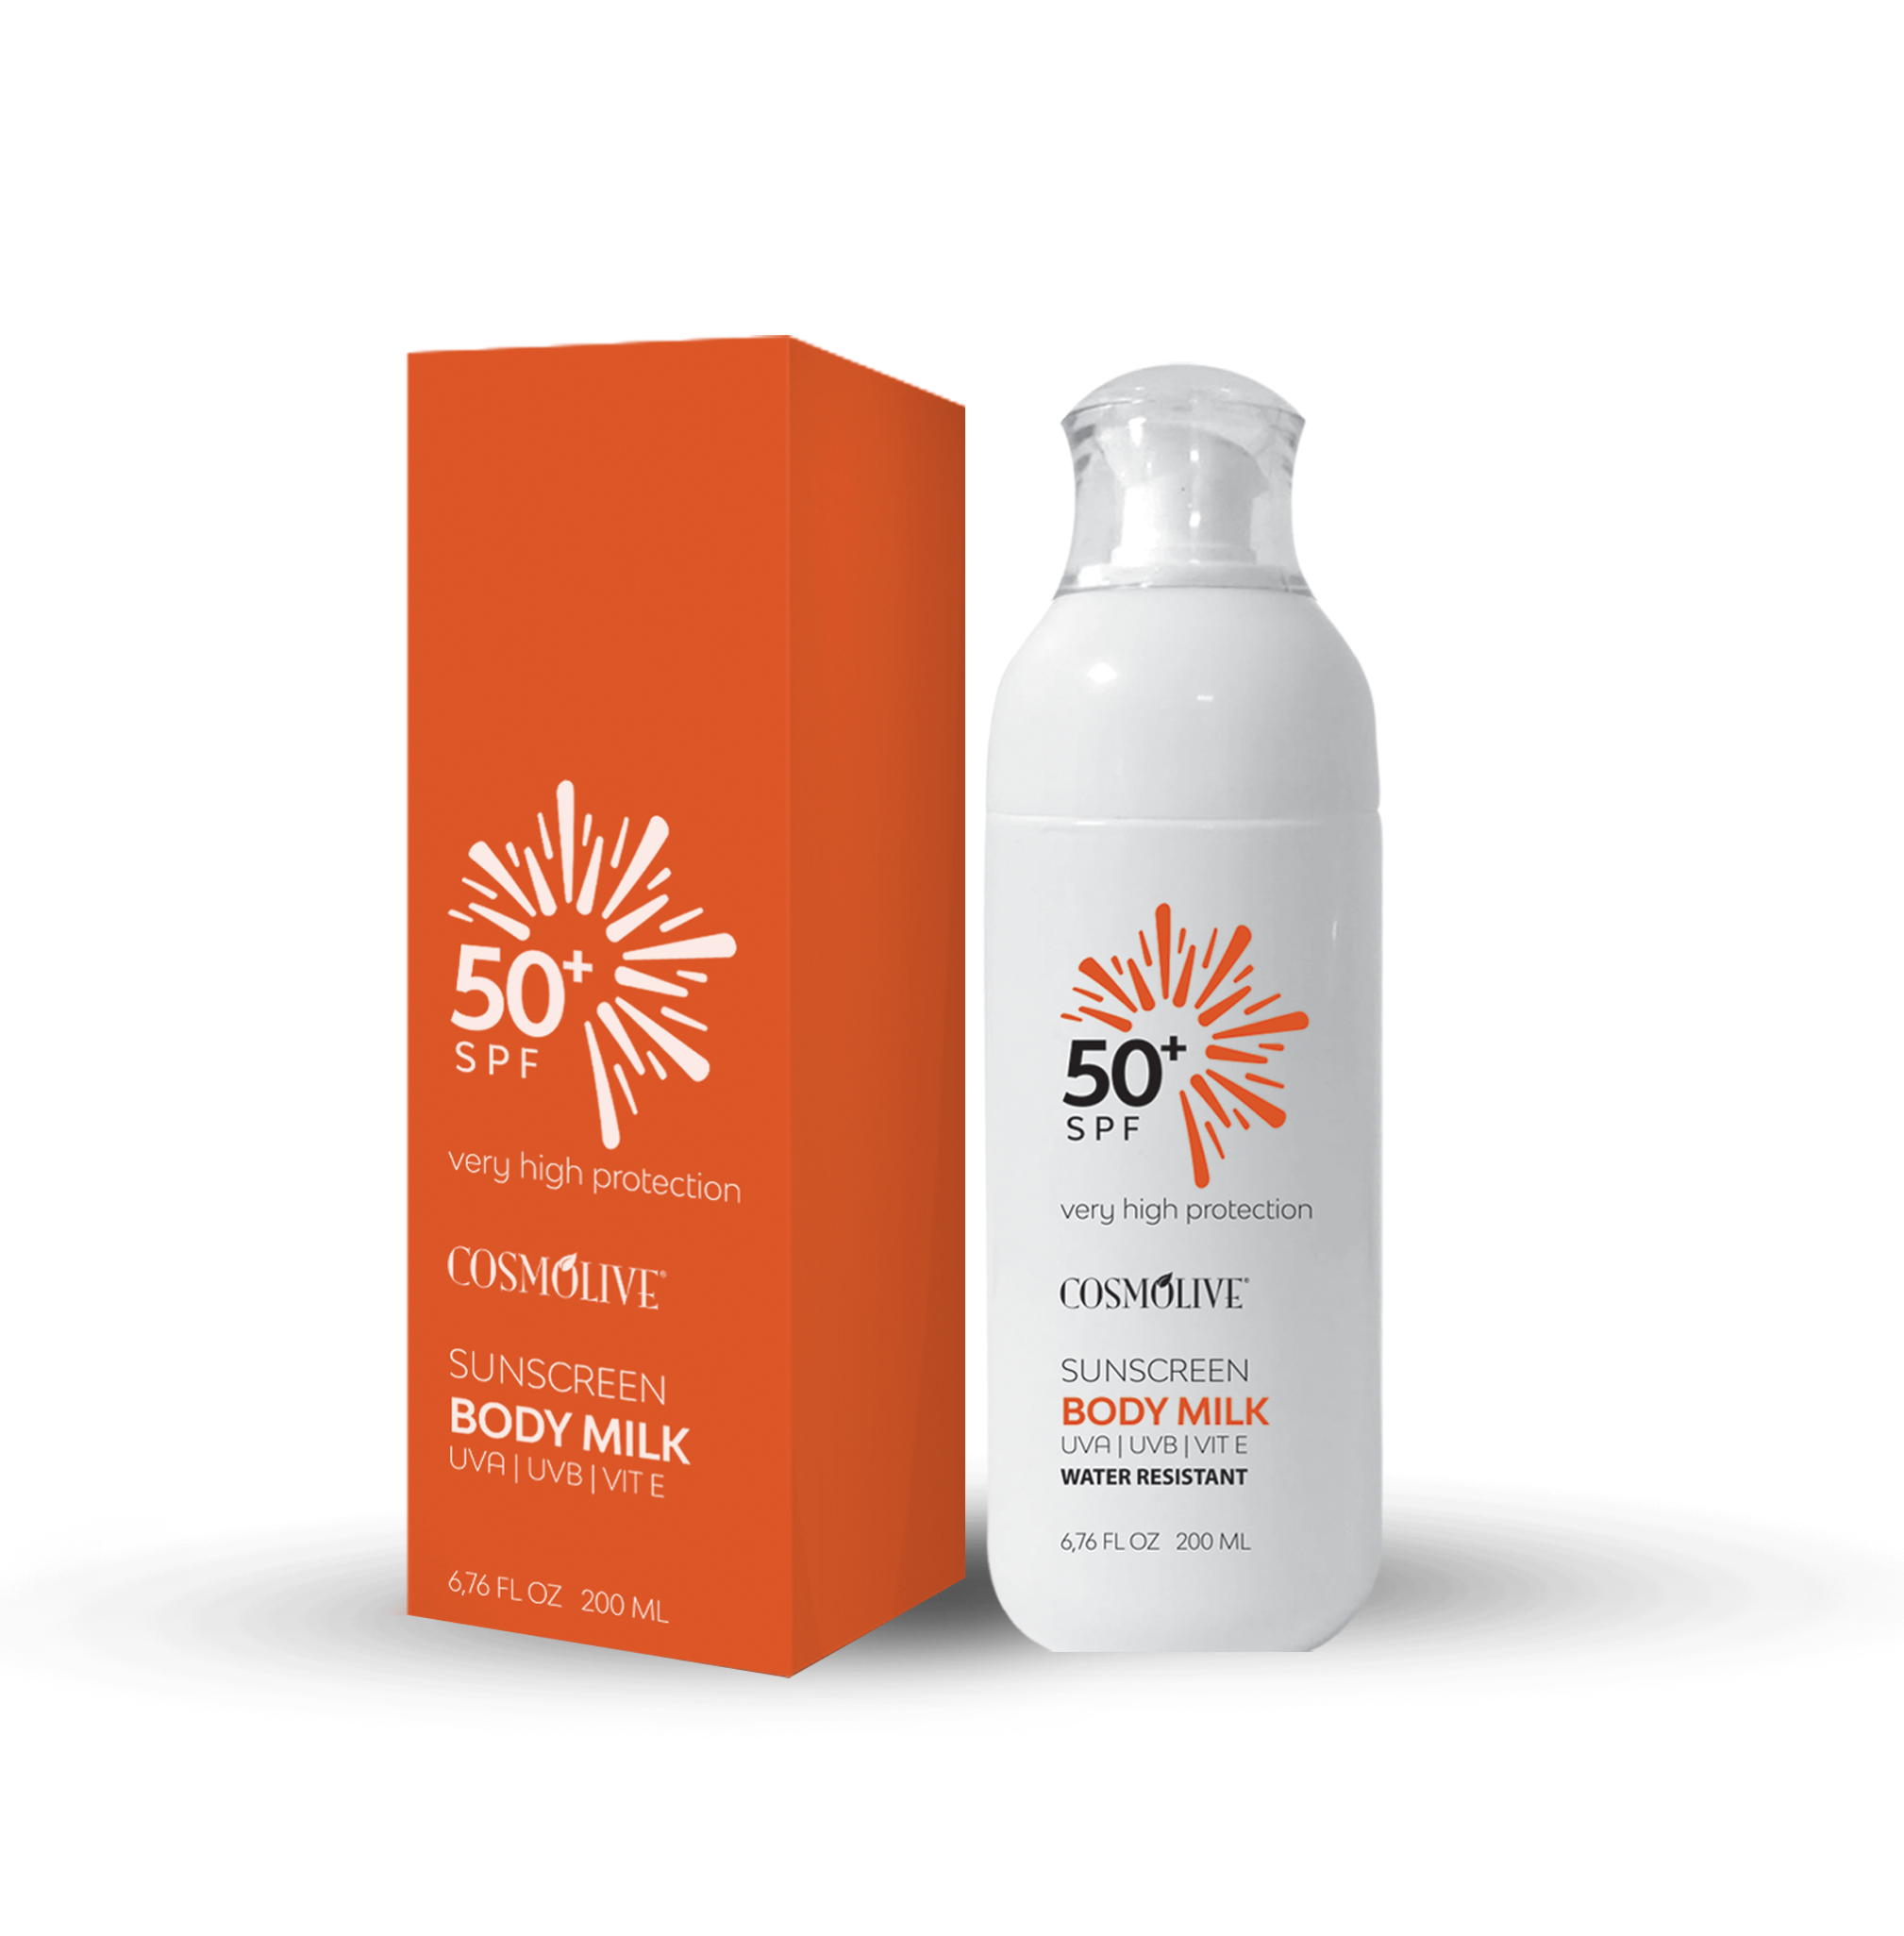 50+
SPF
very high protection
COSMOLIVE®
SUNSCREEN
BODY MILK
UVA | UVB | VIT E
6,76 FL OZ 200 ML
50+
SPF
very high protection
COSMOLIVE®
SUNSCREEN
BODY MILK
UVA | UVB | VIT E
WATER RESISTANT
6,76 FL OZ 200 ML